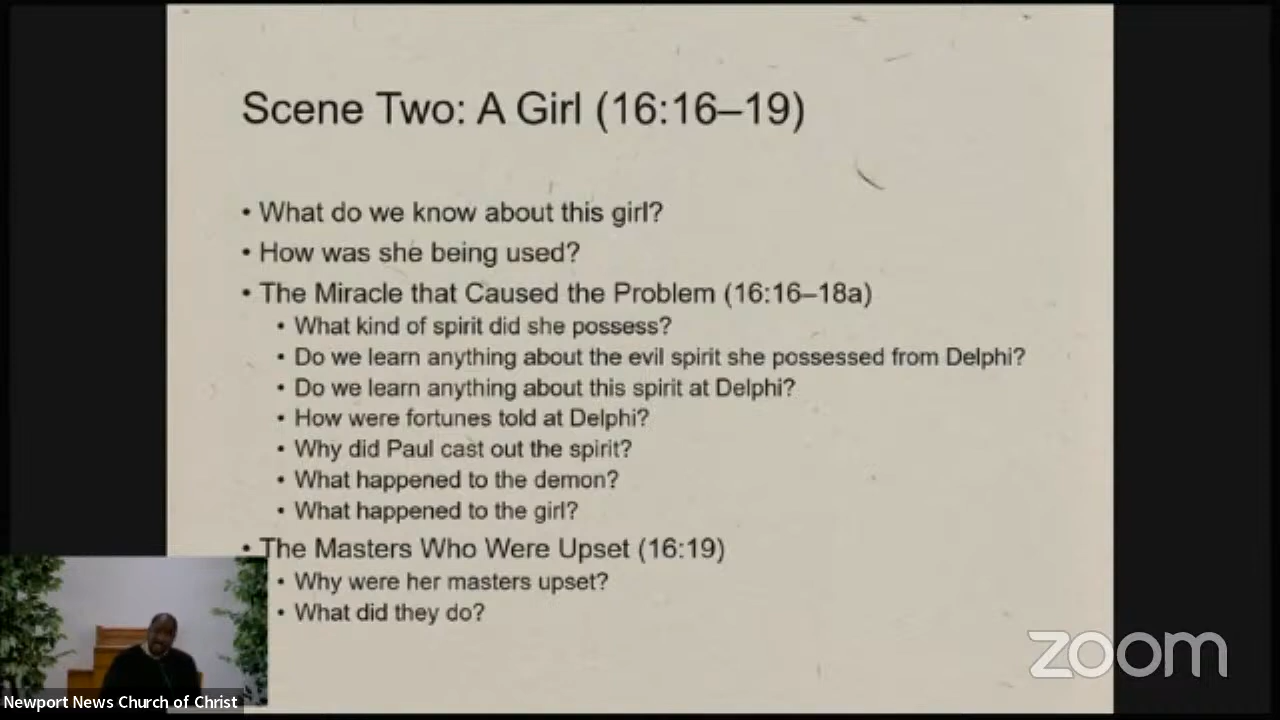 Scene Two: A Girl (16:16–19)
• What do we know about this girl?
• How was she being used?
• The Miracle that Caused the Problem (16:16–18a)
• What kind of spirit did she possess?
• Do we learn anything about the evil spirit she possessed from Delphi?
• Do we learn anything about this spirit at Delphi?
• How were fortunes told at Delphi?
• Why did Paul cast out the spirit?
• What happened to the demon?
• What happened to the girl?
• The Masters Who Were Upset (16:19)
• Why were her masters upset?
• What did they do?
zoom
Newport News Church of Christ